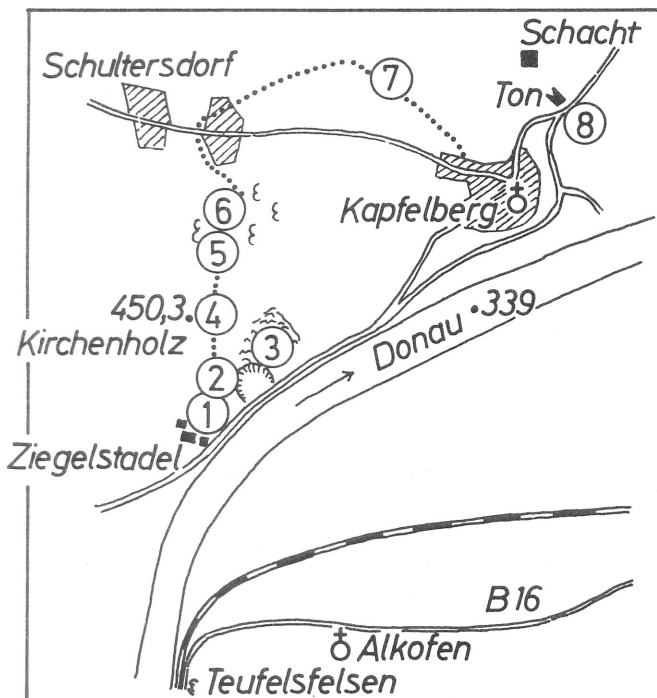 Schacht
Schultersdorf
7
Ton
8
Kapfelberg
6
5
450,3.
4
Kirchenholz
Donau .339
3
2
1
Ziegelstadel
B 16
Alkofen
Teufelsfelsen